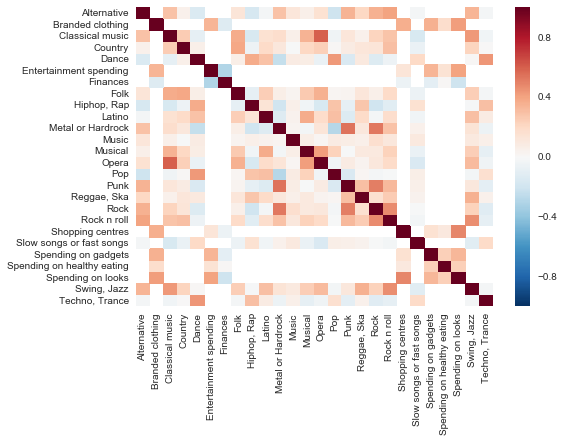 Alternative
Branded clothing
Classical music
Country
Dance
Entertainment spending
Finances
Folk
Hiphop, Rap
Latino
Metal or Hardrock
Music
Musical
Opera
Pop
Punk
Reggae, Ska
Rock
Rock n roll
Shopping centres
Slow songs or fast songs
Spending on gadgets
Spending on healthy eating
Spending on looks
Swing, Jazz
Techno, Trance
Alternative
Branded clothing
Classical music
Country
Dance
Entertainment spending
Finances
Folk
Hiphop, Rap
Latino
Metal or Hardrock
Music
Musical
Opera
Pop
Punk
Reggae, Ska
Rock
Rock n roll
Shopping centres
Slow songs or fast songs
Spending on gadgets
Spending on healthy eating
Spending on looks
Swing, Jazz
Techno, Trance
0.8
0.4
0.0
−0.4
−0.8